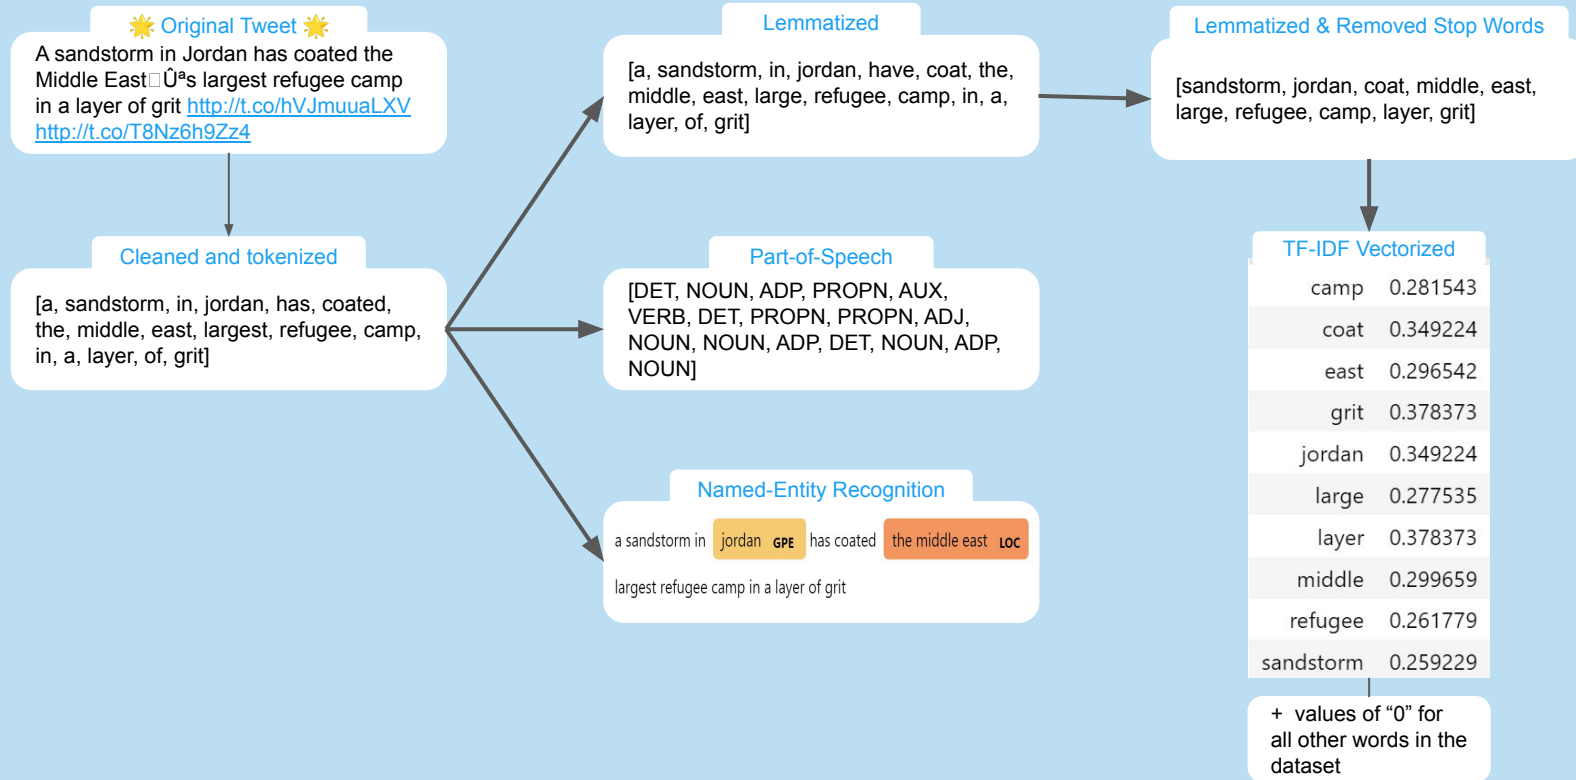 🌟 Original Tweet 🌟
A sandstorm in Jordan has coated the
Middle East□Ûªs largest refugee camp
in a layer of grit http://t.co/hVJmuuaLXV
http://t.co/T8Nz6h9Zz4
Cleaned and tokenized
[a, sandstorm, in, jordan, has, coated,
the, middle, east, largest, refugee, camp,
in, a, layer, of, grit]
Lemmatized
[a, sandstorm, in, jordan, have, coat, the,
middle, east, large, refugee, camp, in, a,
layer, of, grit]
Part-of-Speech
[DET, NOUN, ADP, PROPN, AUX,
VERB, DET, PROPN, PROPN, ADJ,
NOUN, NOUN, ADP, DET, NOUN, ADP,
NOUN]
Named-Entity Recognition
a sandstorm in jordan GPE has coated the middle east LOC
largest refugee camp in a layer of grit
Lemmatized & Removed Stop Words
[sandstorm, jordan, coat, middle, east,
large, refugee, camp, layer, grit]
TF-IDF Vectorized
camp 0.281543
coat 0.349224
east 0.296542
grit 0.378373
jordan 0.349224
large 0.277535
layer 0.378373
middle 0.299659
refugee 0.261779
sandstorm 0.259229
+ values of “0” for
all other words in the
dataset